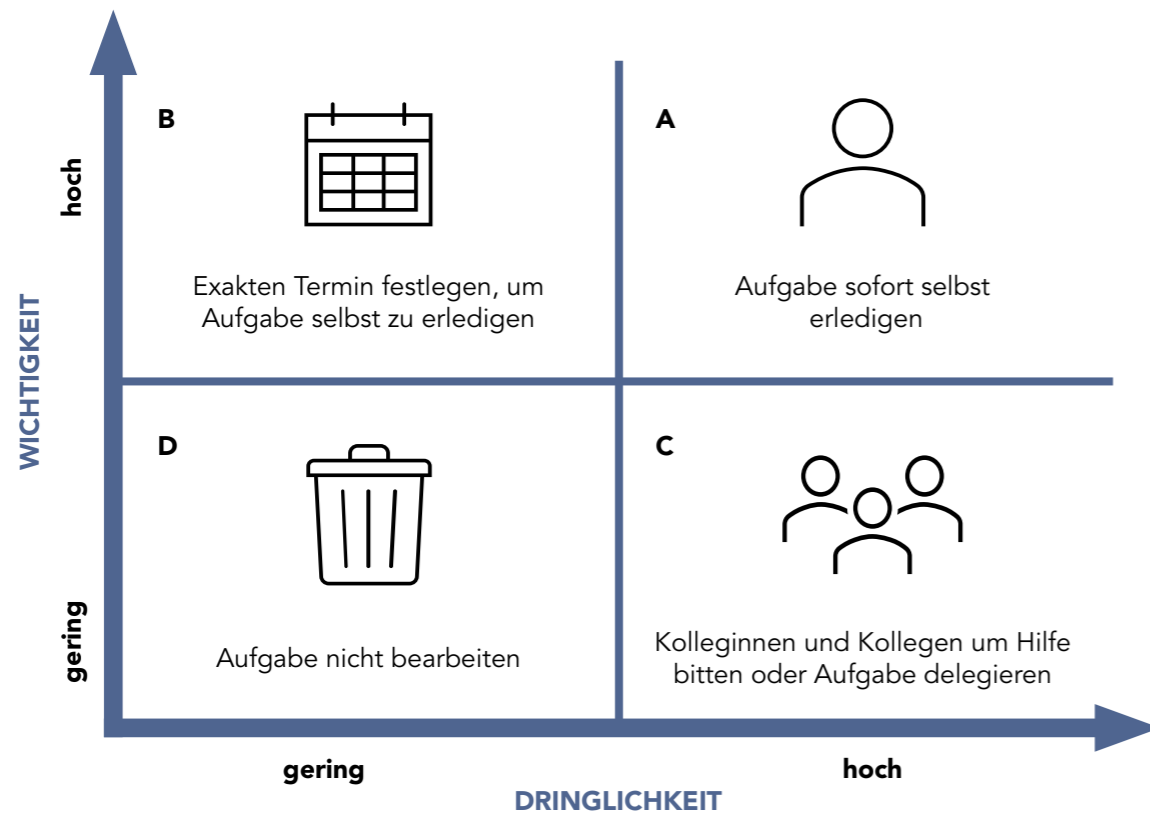 B
A
hoch
Exakten Termin festlegen, um
Aufgabe selbst zu erledigen
Aufgabe sofort selbst
erledigen
WICHTIGKEIT
D
C
gering
Aufgabe nicht bearbeiten
Kolleginnen und Kollegen um Hilfe
bitten oder Aufgabe delegieren
gering
hoch
DRINGLICHKEIT